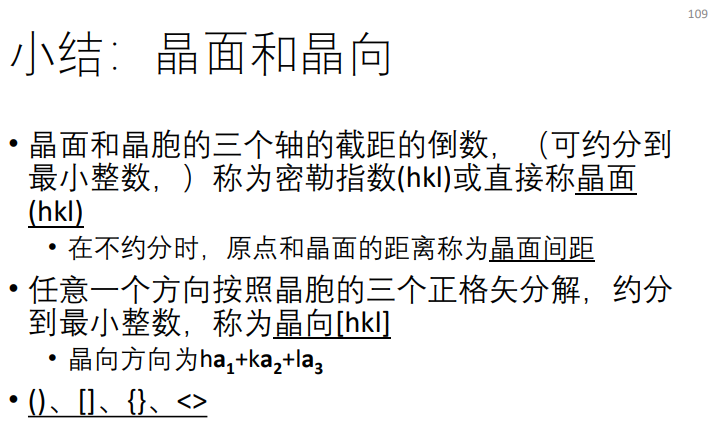 109
小结：晶面和晶向
• 晶面和晶胞的三个轴的截距的倒数，（可约分到
最小整数，）称为密勒指数(hkl)或直接称晶面
(hkl)
• 在不约分时，原点和晶面的距离称为晶面间距
• 任意一个方向按照晶胞的三个正格矢分解，约分
到最小整数，称为晶向[hkl]
• 晶向方向为ha₁+ka₂+la₃
• ()、[]、{}、<>